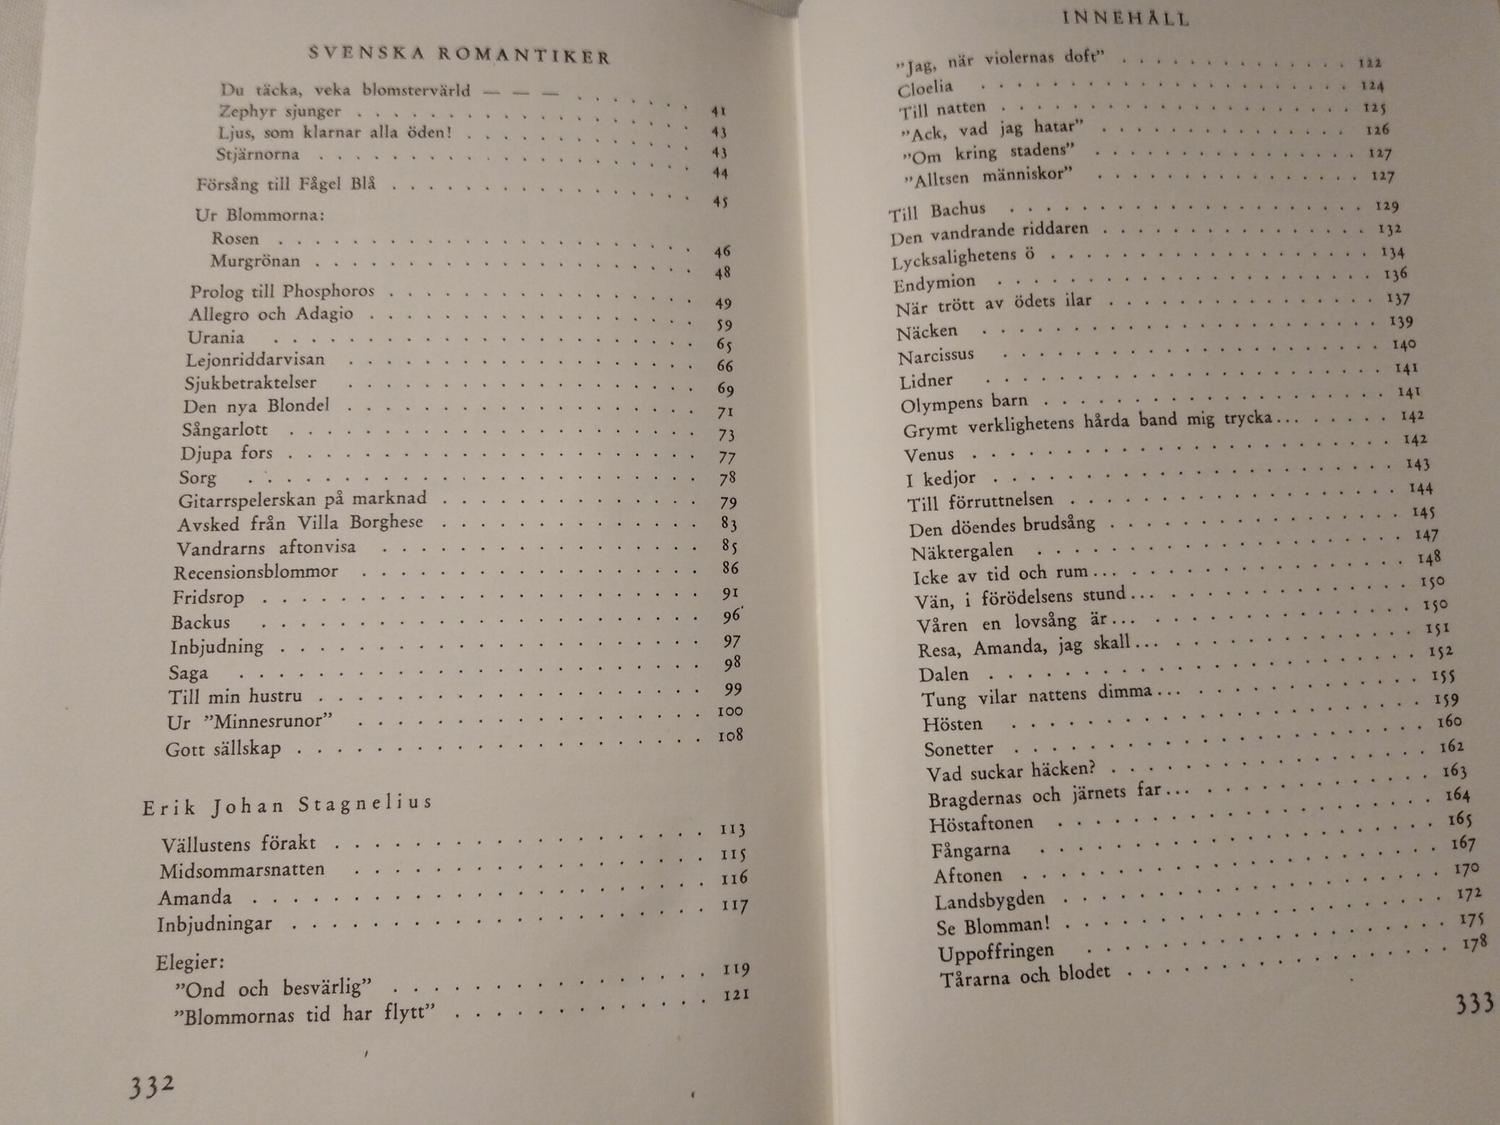 SVENSKA ROMANTIKER
Du täcka, veka blomstervärld — — — . . . . . . 41
Zephyr sjunger . . . . . . . . . . . . . . . . . 43
Ljus, som klarnar alla öden! . . . . . . . . . . . . 43
Stjärnorna . . . . . . . . . . . . . . . . . . 44
Försång till Fågel Blå . . . . . . . . . . . . . . . 45
Ur Blommorna:
Rosen . . . . . . . . . . . . . . . . . . . . 46
Murgrönan . . . . . . . . . . . . . . . . . . 48
Prolog till Phosphoros . . . . . . . . . . . . . . . 49
Allegro och Adagio . . . . . . . . . . . . . . . . 59
Urania . . . . . . . . . . . . . . . . . . . . 65
Lejonriddarvisan . . . . . . . . . . . . . . . . . 66
Sjukbetraktelser . . . . . . . . . . . . . . . . . 69
Den nya Blondel . . . . . . . . . . . . . . . . . 71
Sångarlott . . . . . . . . . . . . . . . . . . . 73
Djupa fors . . . . . . . . . . . . . . . . . . . 77
Sorg . . . . . . . . . . . . . . . . . . . . . 78
Gitarrspelerskan på marknad . . . . . . . . . . . . 79
Avsked från Villa Borghese . . . . . . . . . . . . 83
Vandrarns aftonvisa . . . . . . . . . . . . . . . 85
Recensionsblommor . . . . . . . . . . . . . . . . 86
Fridsrop . . . . . . . . . . . . . . . . . . . . 91
Backus . . . . . . . . . . . . . . . . . . . . 96
Inbjudning . . . . . . . . . . . . . . . . . . . 97
Saga . . . . . . . . . . . . . . . . . . . . . 98
Till min hustru . . . . . . . . . . . . . . . . . 99
Ur ”Minnesrunor” . . . . . . . . . . . . . . . . 100
Gott sällskap . . . . . . . . . . . . . . . . . . 108
Erik Johan Stagnelius
Vällustens förakt . . . . . . . . . . . . . . . . . 113
Midsommarsnatten . . . . . . . . . . . . . . . . 115
Amanda . . . . . . . . . . . . . . . . . . . . 116
Inbjudningar . . . . . . . . . . . . . . . . . . 117
Elegier:
”Ond och besvärlig” . . . . . . . . . . . . . . 119
”Blommornas tid har flytt” . . . . . . . . . . . 121
332
INNEHÅLL
”Jag, när violernas doft” . . . . . . . . . . . . . 122
Cloelia . . . . . . . . . . . . . . . . . . . . 124
Till natten . . . . . . . . . . . . . . . . . . . 125
”Ack, vad jag hatar” . . . . . . . . . . . . . . 126
”Om kring stadens” . . . . . . . . . . . . . . 127
”Alltsen människor” . . . . . . . . . . . . . . 127
Till Bachus . . . . . . . . . . . . . . . . . . . 129
Den vandrande riddaren . . . . . . . . . . . . . . 132
Lycksalighetens ö . . . . . . . . . . . . . . . . . 134
Endymion . . . . . . . . . . . . . . . . . . . 136
När trött av ödets ilar . . . . . . . . . . . . . . 137
Näcken . . . . . . . . . . . . . . . . . . . . 139
Narcissus . . . . . . . . . . . . . . . . . . . 140
Lidner . . . . . . . . . . . . . . . . . . . . 141
Olympens barn . . . . . . . . . . . . . . . . . 141
Grymt verklighetens hårda band mig trycka... . . . . . . 142
Venus . . . . . . . . . . . . . . . . . . . . 142
I kedjor . . . . . . . . . . . . . . . . . . . 143
Till förruttnelsen . . . . . . . . . . . . . . . . 144
Den döendes brudsång . . . . . . . . . . . . . . 145
Näktergalen . . . . . . . . . . . . . . . . . . 147
Icke av tid och rum... . . . . . . . . . . . . . . 148
Vän, i förödelsens stund... . . . . . . . . . . . . . 150
Våren en lovsång är... . . . . . . . . . . . . . . 150
Resa, Amanda, jag skall... . . . . . . . . . . . . . 151
Dalen . . . . . . . . . . . . . . . . . . . . 152
Tung vilar nattens dimma... . . . . . . . . . . . . 155
Hösten . . . . . . . . . . . . . . . . . . . . 159
Sonetter . . . . . . . . . . . . . . . . . . . 160
Vad suckar häcken? . . . . . . . . . . . . . . . 162
Bragdernas och järnets far... . . . . . . . . . . . . 163
Höstaftonen . . . . . . . . . . . . . . . . . . 164
Fångarna . . . . . . . . . . . . . . . . . . . 165
Aftonen . . . . . . . . . . . . . . . . . . . . 167
Landsbygden . . . . . . . . . . . . . . . . . . 170
Se Blomman! . . . . . . . . . . . . . . . . . . 172
Uppoffringen . . . . . . . . . . . . . . . . . . 175
Tårarna och blodet . . . . . . . . . . . . . . . . 178
333